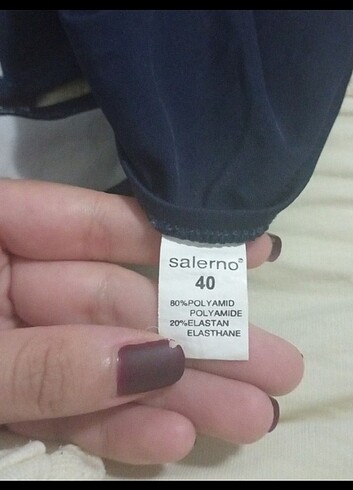 salerno®
40
80%POLYAMID
POLYAMIDE
20%ELASTAN
ELASTHANE